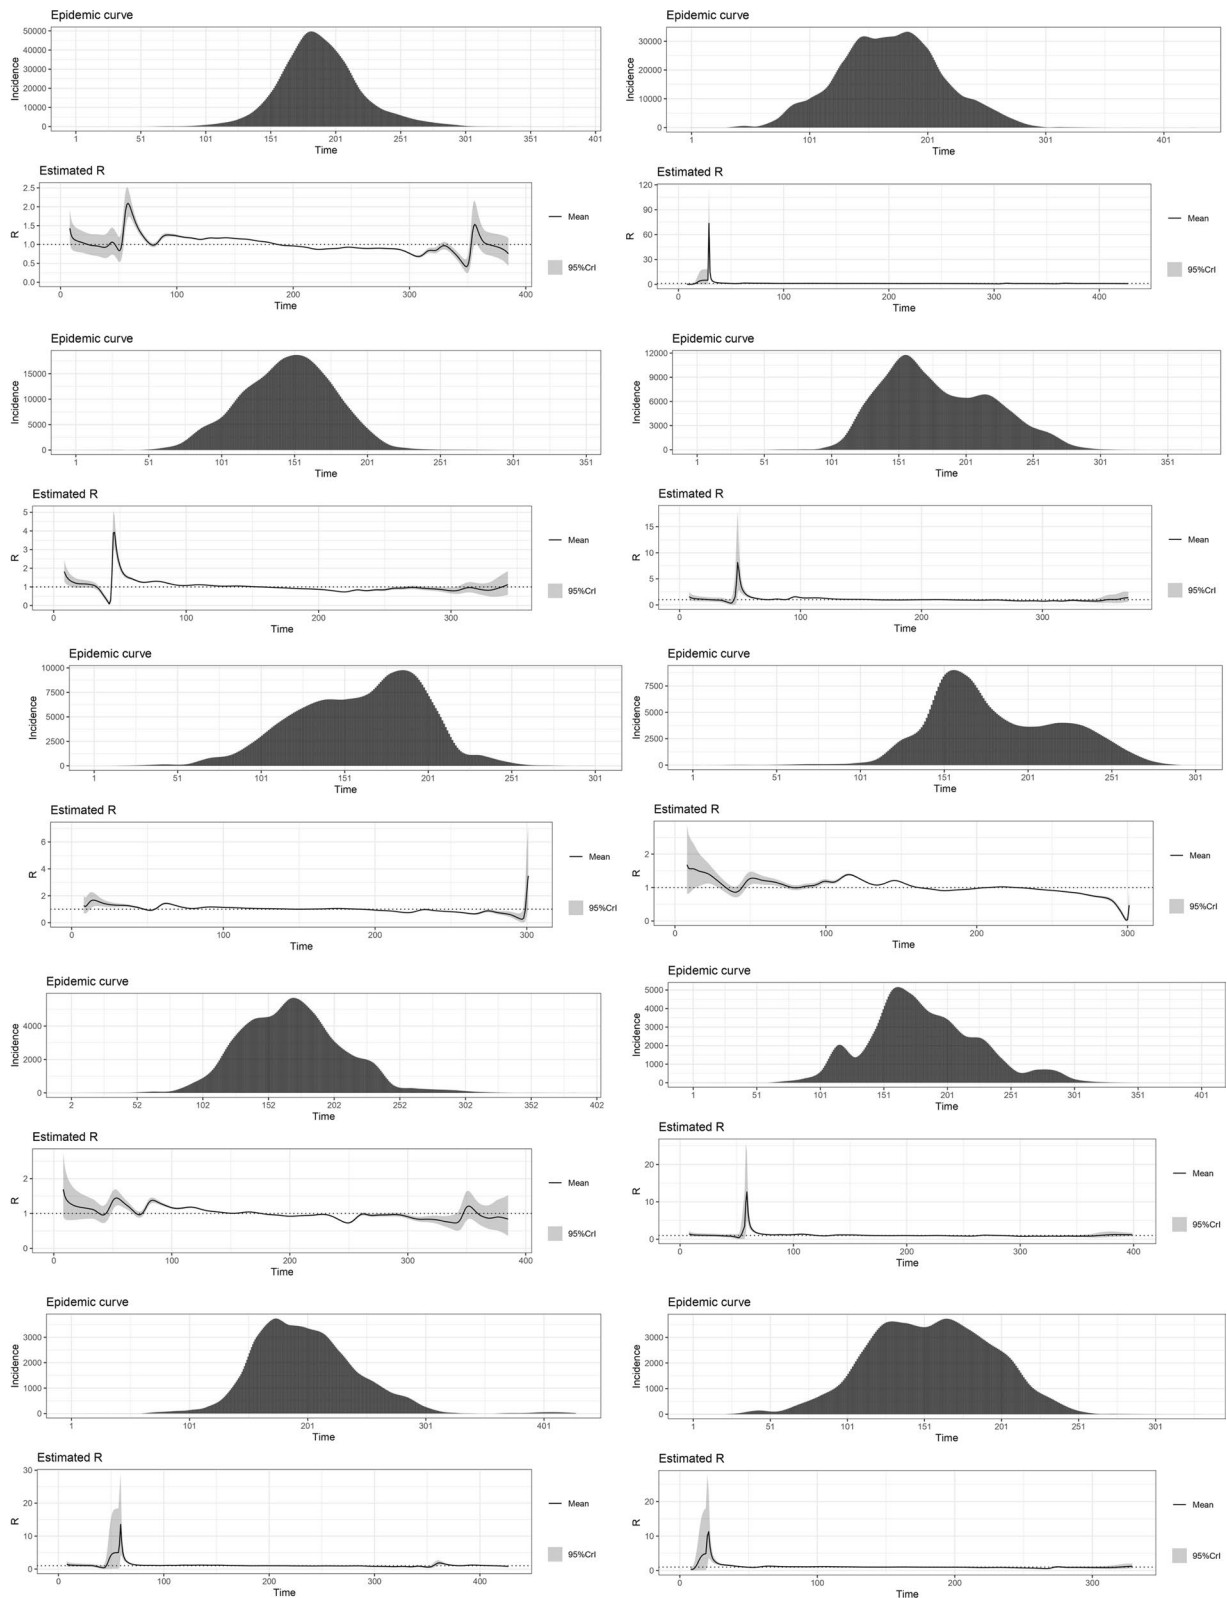 Epidemic curve
50000
40000
30000
20000
10000
0
Incidence
1 51 101 151 201 251 301 351 401
Time
Estimated R
2.5
2.0
1.5
1.0
0.5
0.0
R
0 100 200 300 400
Time
Mean
95%CrI
Epidemic curve
30000
20000
10000
0
Incidence
1 101 201 301 401
Time
Estimated R
120
90
60
30
0
R
0 100 200 300 400
Time
Mean
95%CrI
Epidemic curve
15000
10000
5000
0
Incidence
1 51 101 151 201 251 301 351
Time
Estimated R
5
4
3
2
1
0
R
0 100 200 300
Time
Mean
95%CrI
Epidemic curve
12000
9000
6000
3000
0
Incidence
1 51 101 151 201 251 301 351
Time
Estimated R
15
10
5
0
R
0 100 200 300
Time
Mean
95%CrI
Epidemic curve
10000
7500
5000
2500
0
Incidence
1 51 101 151 201 251 301
Time
Estimated R
6
4
2
0
R
0 100 200 300
Time
Mean
95%CrI
Epidemic curve
7500
5000
2500
0
Incidence
1 51 101 151 201 251 301
Time
Estimated R
2
1
0
R
0 100 200 300
Time
Mean
95%CrI
Epidemic curve
4000
2000
0
Incidence
2 52 102 152 202 252 302 352 402
Time
Estimated R
2
1
0
R
0 100 200 300 400
Time
Mean
95%CrI
Epidemic curve
5000
4000
3000
2000
1000
0
Incidence
1 51 101 151 201 251 301 351 401
Time
Estimated R
20
10
0
R
0 100 200 300 400
Time
Mean
95%CrI
Epidemic curve
3000
2000
1000
0
Incidence
1 101 201 301 401
Time
Estimated R
30
20
10
0
R
0 100 200 300 400
Time
Mean
95%CrI
Epidemic curve
3000
2000
1000
0
Incidence
1 51 101 151 201 251 301
Time
Estimated R
20
10
0
R
0 100 200 300
Time
Mean
95%CrI